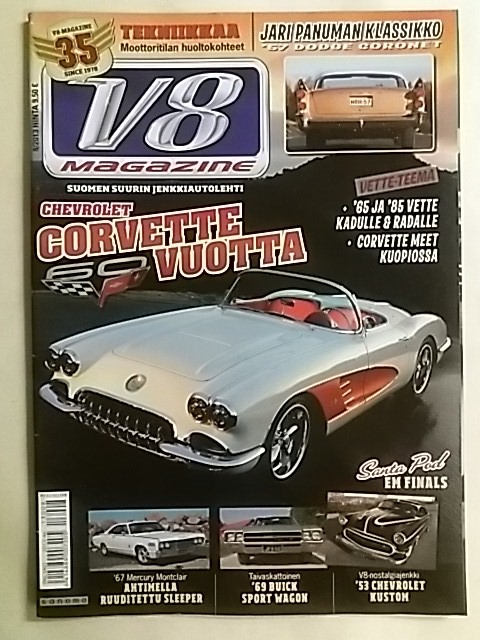 V8-MAGAZINE
35
SINCE 1978
TEKNIIKKAA
Moottoritilan huoltokohteet
JARI PANUMAN KLASSIKKO
'57 DODGE CORONET
V8
MAGAZINE
SUOMEN SUURIN JENKKIAUTOLEHTI
VETTE-TEEMA
• '65 JA '85 VETTE
KADULLE & RADALLE
• CORVETTE MEET
KUOPIOSSA
CHEVROLET
CORVETTE
60 VUOTTA
Santa Pod
EM FINALS
'67 Mercury Montclair
AHTIMELLA
RUUDITETTU SLEEPER
Taivaskattoinen
'69 BUICK
SPORT WAGON
V8-nostalgiajenkki
'53 CHEVROLET
KUSTOM
sanoma